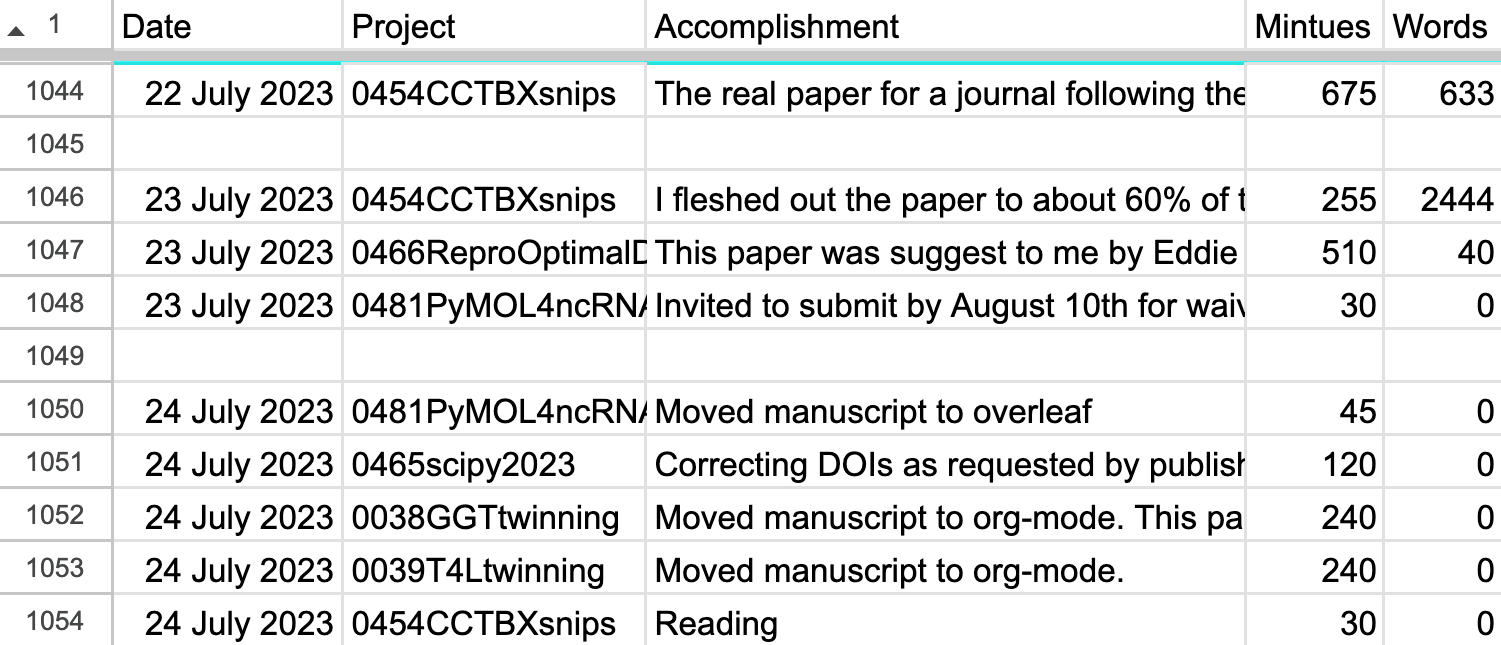 1 Date Project Accomplishment Mintues Words
1044 22 July 2023 0454CCTBXsnips The real paper for a journal following the 675 633
1045
1046 23 July 2023 0454CCTBXsnips I fleshed out the paper to about 60% of t 255 2444
1047 23 July 2023 0466ReproOptimalD This paper was suggest to me by Eddie 510 40
1048 23 July 2023 0481PyMOL4ncRNA Invited to submit by August 10th for waiv 30 0
1049
1050 24 July 2023 0481PyMOL4ncRNA Moved manuscript to overleaf 45 0
1051 24 July 2023 0465scipy2023 Correcting DOIs as requested by publish 120 0
1052 24 July 2023 0038GGTtwinning Moved manuscript to org-mode. This pa 240 0
1053 24 July 2023 0039T4Ltwinning Moved manuscript to org-mode. 240 0
1054 24 July 2023 0454CCTBXsnips Reading 30 0